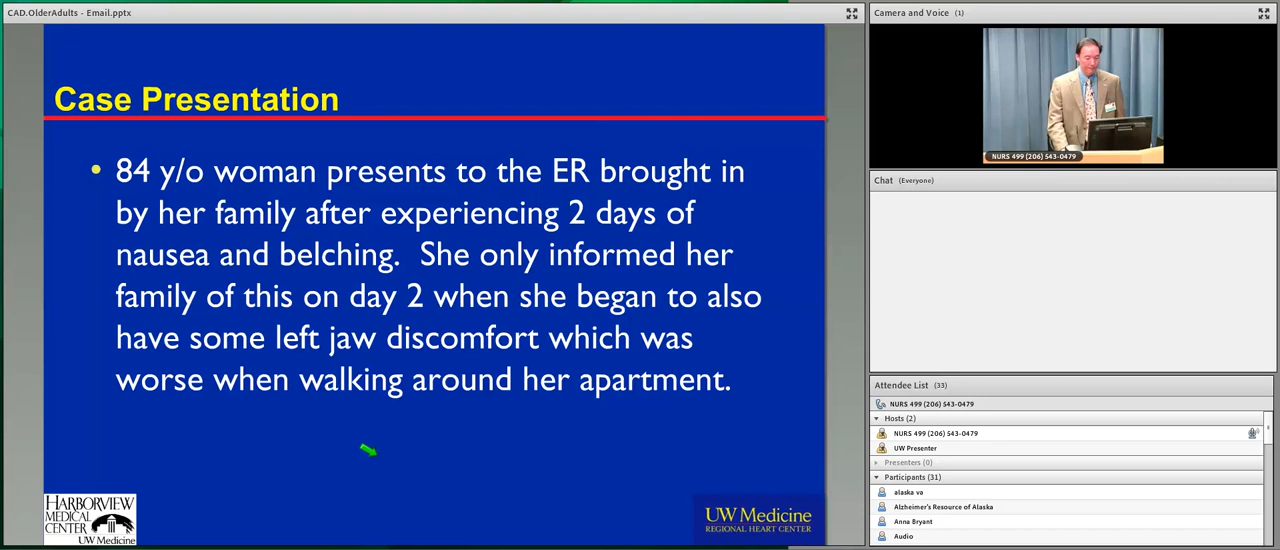 CAD.OlderAdults - Email.pptx
Case Presentation
• 84 y/o woman presents to the ER brought in
by her family after experiencing 2 days of
nausea and belching. She only informed her
family of this on day 2 when she began to also
have some left jaw discomfort which was
worse when walking around her apartment.
HARBORVIEW
MEDICAL
CENTER
UW Medicine
UW Medicine
REGIONAL HEART CENTER
Camera and Voice (1)
NURS 499 (206) 543-0479
Chat (Everyone)
Attendee List (33)
NURS 499 (206) 543-0479
Hosts (2)
NURS 499 (206) 543-0479
UW Presenter
Presenters (0)
Participants (31)
alaska va
Alzheimer's Resource of Alaska
Anna Bryant
Audio